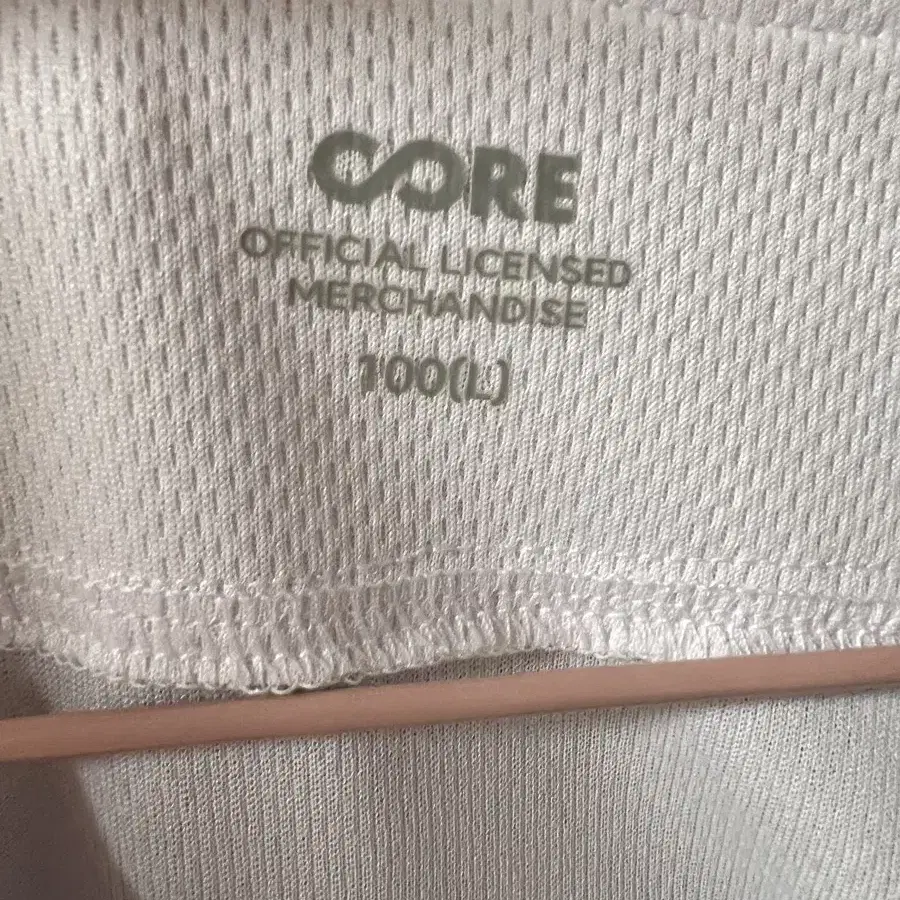 CORE
OFFICIAL LICENSED
MERCHANDISE
100(L)